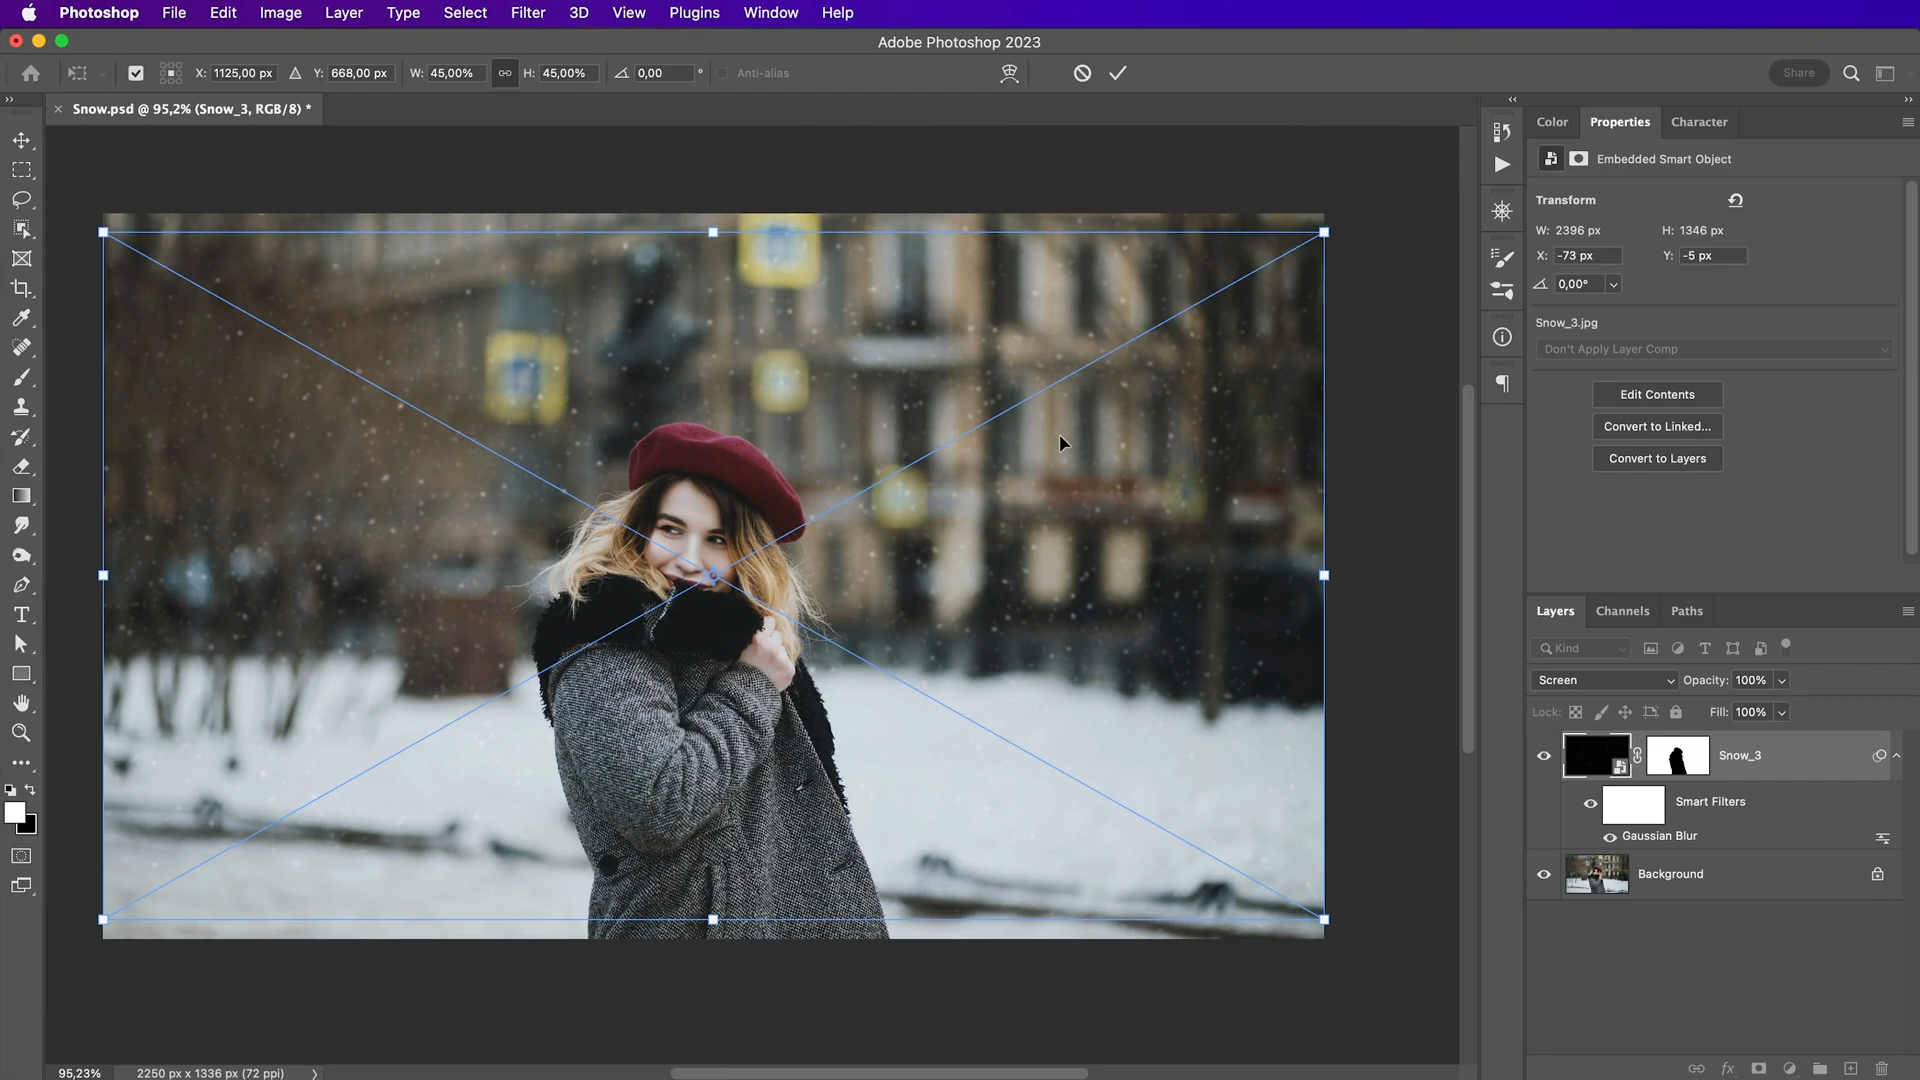 Photoshop File Edit Image Layer Type Select Filter 3D View Plugins Window Help
Adobe Photoshop 2023
X: 1125,00 px Y: 668,00 px W: 45,00% H: 45,00% 0,00 ° Anti-alias Share
Snow.psd @ 95,2% (Snow_3, RGB/8) *
Color Properties Character
Embedded Smart Object
Transform
W: 2396 px H: 1346 px
X: -73 px Y: -5 px
0,00°
Snow_3.jpg
Don't Apply Layer Comp
Edit Contents
Convert to Linked...
Convert to Layers
Layers Channels Paths
Kind
Screen Opacity: 100%
Lock: Fill: 100%
Snow_3
Smart Filters
Gaussian Blur
Background
95,23% 2250 px x 1336 px (72 ppi)